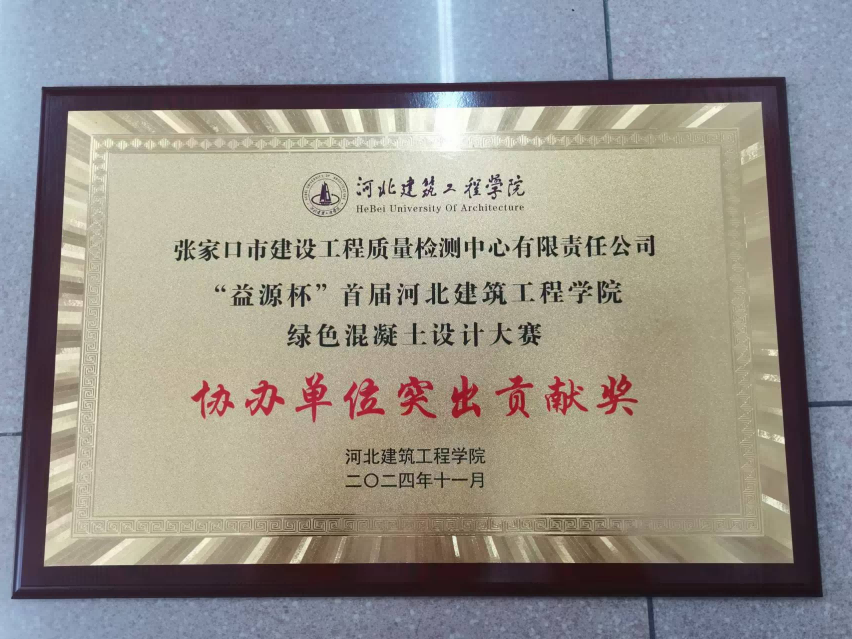 河北建筑工程学院
HeBei University Of Architecture
张家口市建设工程质量检测中心有限责任公司
“益源杯”首届河北建筑工程学院
绿色混凝土设计大赛
协办单位突出贡献奖
河北建筑工程学院
二〇二四年十一月